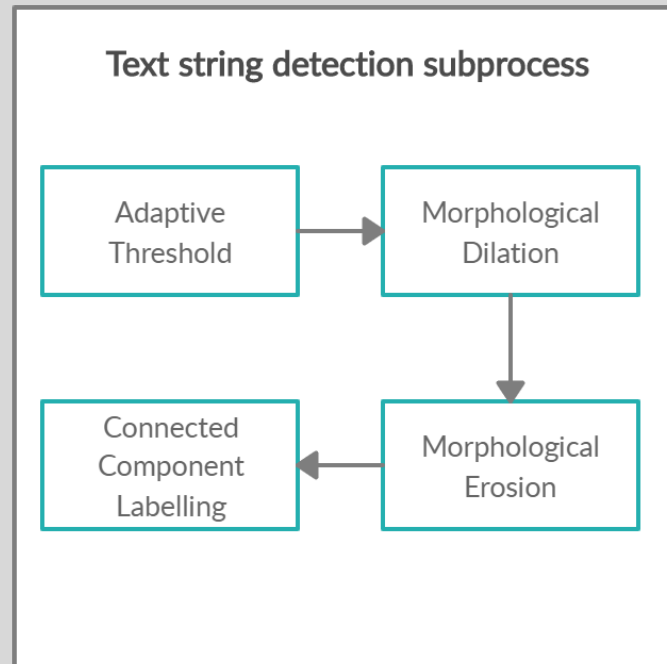 Text string detection subprocess
Adaptive
Threshold
Morphological
Dilation
Morphological
Erosion
Connected
Component
Labelling